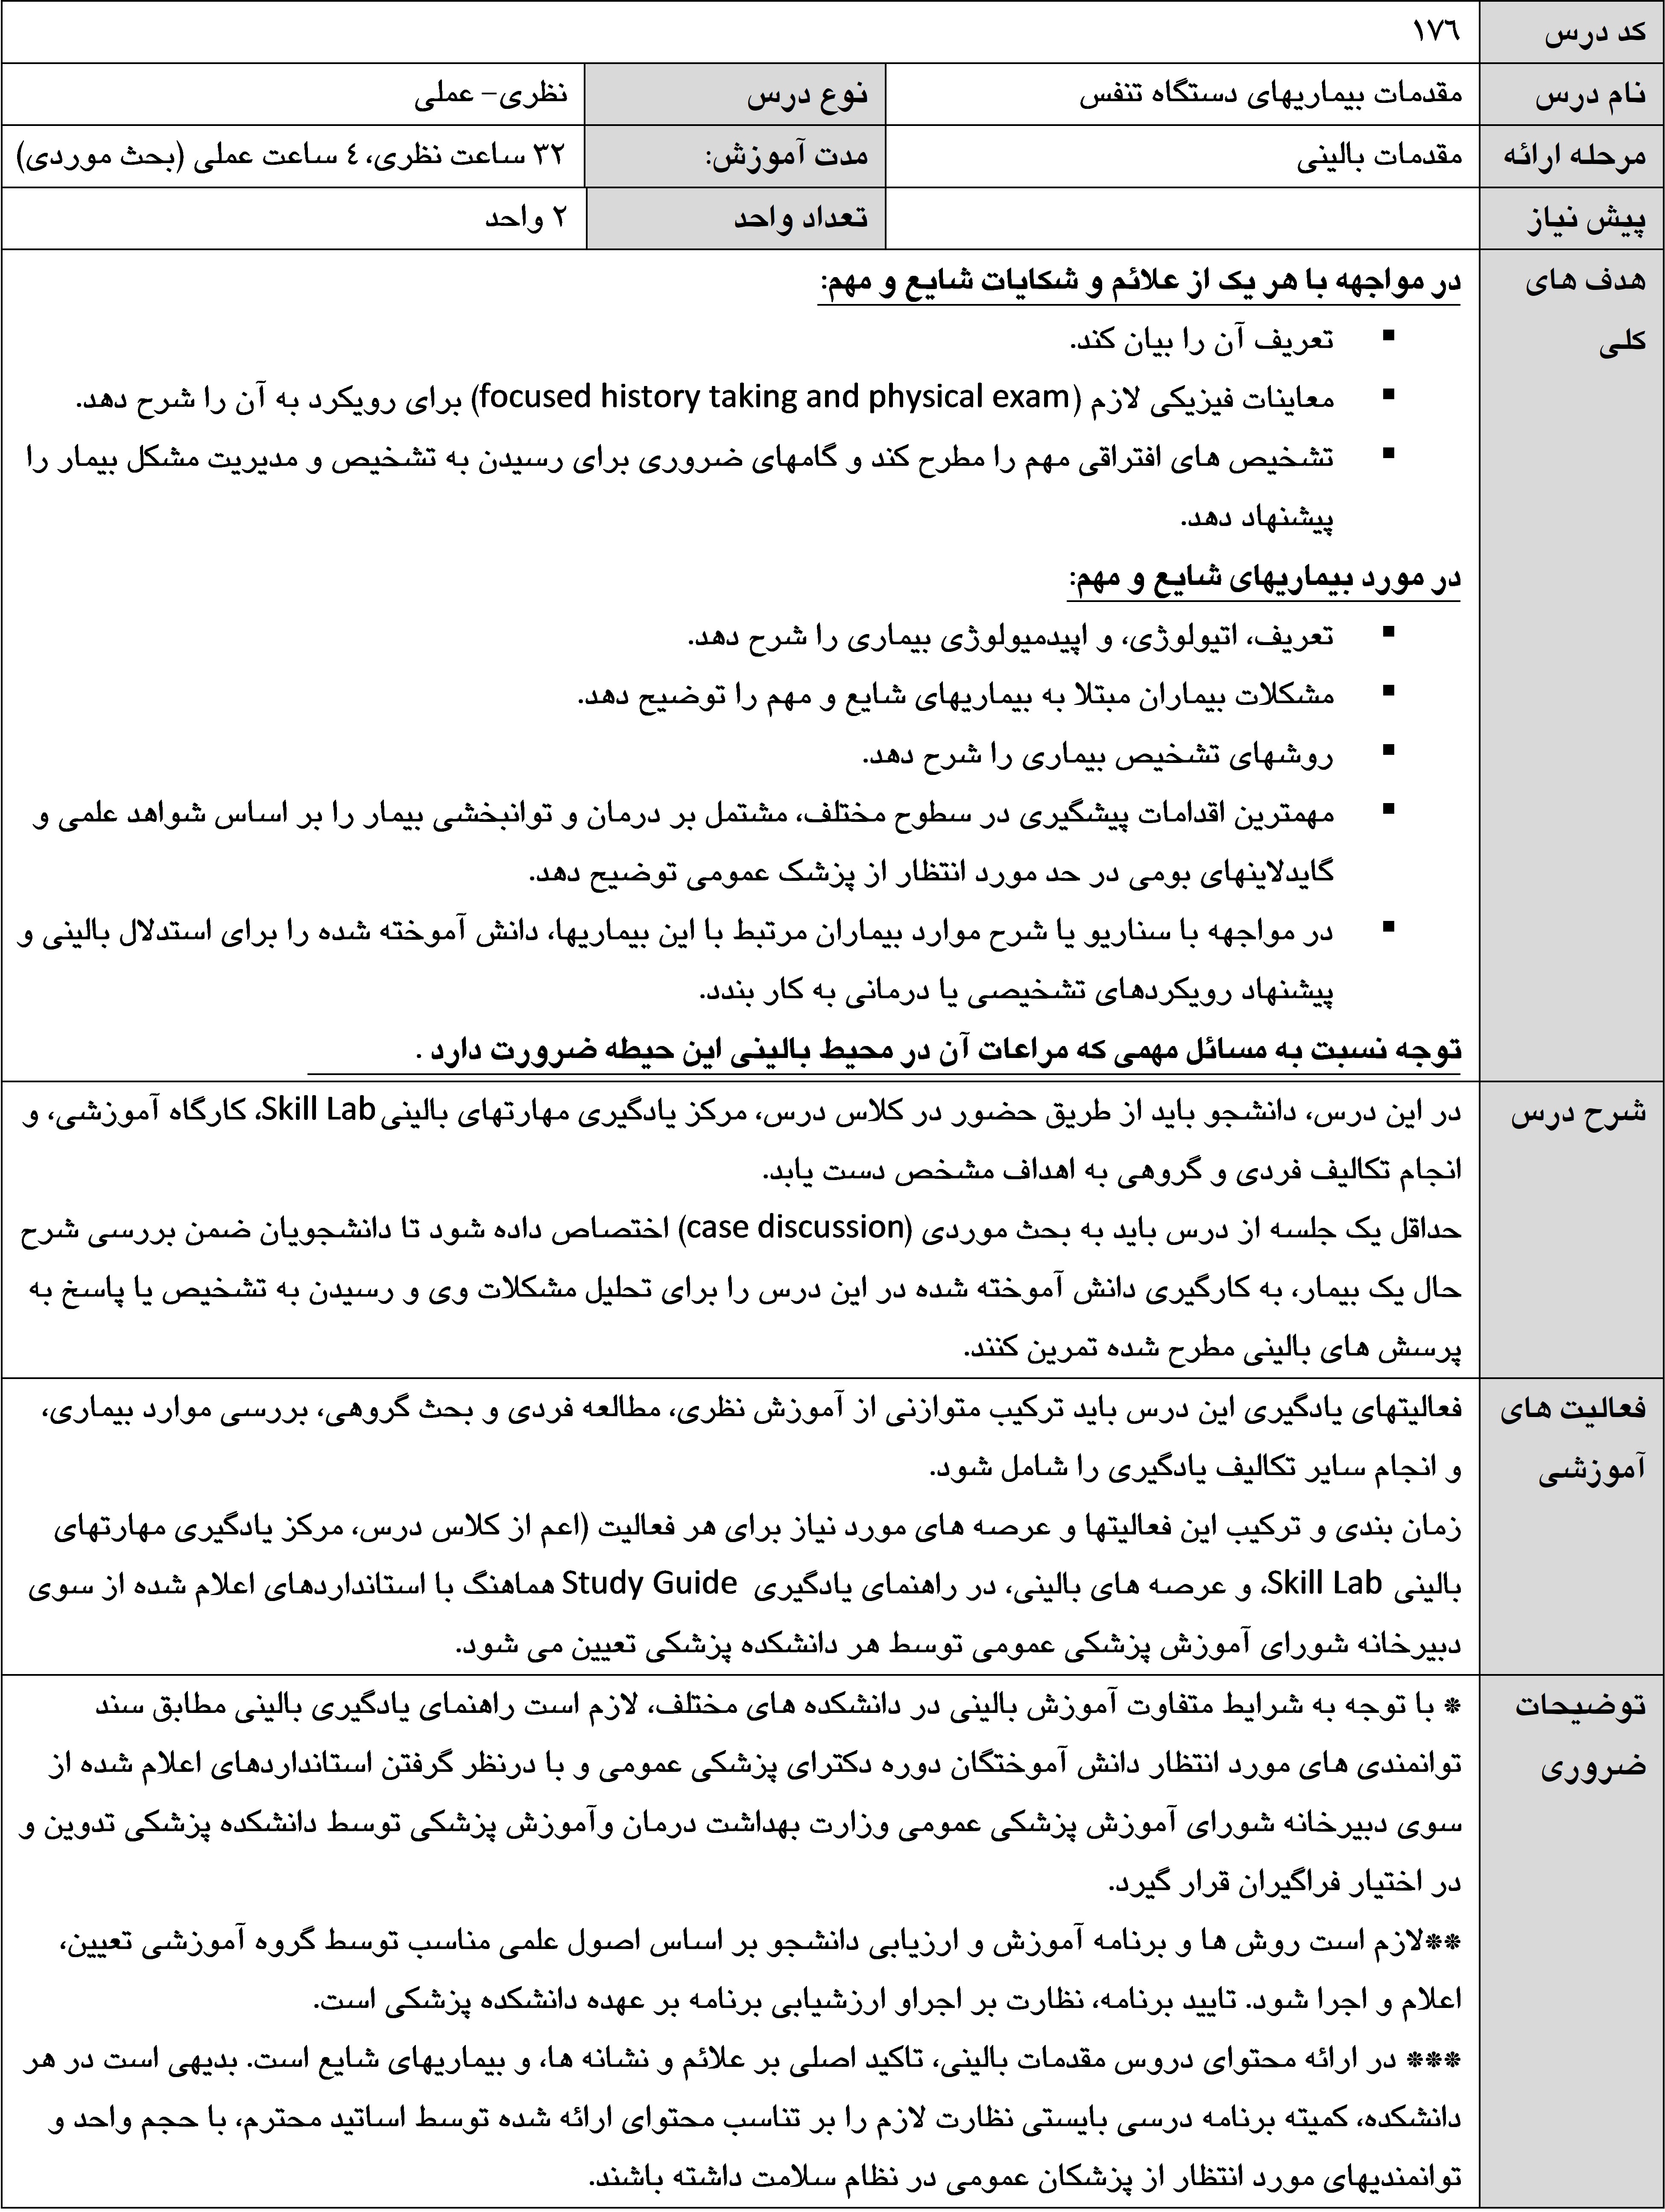 کد درس ۱۷۶
نام درس مقدمات بیماریهای دستگاه تنفس نوع درس نظری- عملی
مرحله ارائه مقدمات بالینی مدت آموزش: ۳۲ ساعت نظری، ۴ ساعت عملی (بحث موردی)
پیش نیاز تعداد واحد ۲ واحد
هدف های
کلی
در مواجهه با هر یک از علائم و شکایات شایع و مهم:
▪ تعریف آن را بیان کند.
▪ معاینات فیزیکی لازم (focused history taking and physical exam) برای رویکرد به آن را شرح دهد.
▪ تشخیص های افتراقی مهم را مطرح کند و گامهای ضروری برای رسیدن به تشخیص و مدیریت مشکل بیمار را
پیشنهاد دهد.
در مورد بیماریهای شایع و مهم:
▪ تعریف، اتیولوژی، و اپیدمیولوژی بیماری را شرح دهد.
▪ مشکلات بیماران مبتلا به بیماریهای شایع و مهم را توضیح دهد.
▪ روشهای تشخیص بیماری را شرح دهد.
▪ مهمترین اقدامات پیشگیری در سطوح مختلف، مشتمل بر درمان و توانبخشی بیمار را بر اساس شواهد علمی و
گایدلاینهای بومی در حد مورد انتظار از پزشک عمومی توضیح دهد.
▪ در مواجهه با سناریو یا شرح موارد بیماران مرتبط با این بیماریها، دانش آموخته شده را برای استدلال بالینی و
پیشنهاد رویکردهای تشخیصی یا درمانی به کار بندد.
توجه نسبت به مسائل مهمی که مراعات آن در محیط بالینی این حیطه ضرورت دارد .
شرح درس
در این درس، دانشجو باید از طریق حضور در کلاس درس، مرکز یادگیری مهارتهای بالینی Skill Lab، کارگاه آموزشی، و
انجام تکالیف فردی و گروهی به اهداف مشخص دست یابد.
حداقل یک جلسه از درس باید به بحث موردی (case discussion) اختصاص داده شود تا دانشجویان ضمن بررسی شرح
حال یک بیمار، به کارگیری دانش آموخته شده در این درس را برای تحلیل مشکلات وی و رسیدن به تشخیص یا پاسخ به
پرسش های بالینی مطرح شده تمرین کنند.
فعالیت های
آموزشی
فعالیتهای یادگیری این درس باید ترکیب متوازنی از آموزش نظری، مطالعه فردی و بحث گروهی، بررسی موارد بیماری،
و انجام سایر تکالیف یادگیری را شامل شود.
زمان بندی و ترکیب این فعالیتها و عرصه های مورد نیاز برای هر فعالیت (اعم از کلاس درس، مرکز یادگیری مهارتهای
بالینی Skill Lab، و عرصه های بالینی، در راهنمای یادگیری Study Guide هماهنگ با استانداردهای اعلام شده از سوی
دبیرخانه شورای آموزش پزشکی عمومی توسط هر دانشکده پزشکی تعیین می شود.
توضیحات
ضروری
* با توجه به شرایط متفاوت آموزش بالینی در دانشکده های مختلف، لازم است راهنمای یادگیری بالینی مطابق سند
توانمندی های مورد انتظار دانش آموختگان دوره دکترای پزشکی عمومی و با درنظر گرفتن استانداردهای اعلام شده از
سوی دبیرخانه شورای آموزش پزشکی عمومی وزارت بهداشت درمان وآموزش پزشکی توسط دانشکده پزشکی تدوین و
در اختیار فراگیران قرار گیرد.
**لازم است روش ها و برنامه آموزش و ارزیابی دانشجو بر اساس اصول علمی مناسب توسط گروه آموزشی تعیین،
اعلام و اجرا شود. تایید برنامه، نظارت بر اجراو ارزشیابی برنامه بر عهده دانشکده پزشکی است.
*** در ارائه محتوای دروس مقدمات بالینی، تاکید اصلی بر علائم و نشانه ها، و بیماریهای شایع است. بدیهی است در هر
دانشکده، کمیته برنامه درسی بایستی نظارت لازم را بر تناسب محتوای ارائه شده توسط اساتید محترم، با حجم واحد و
توانمندیهای مورد انتظار از پزشکان عمومی در نظام سلامت داشته باشند.